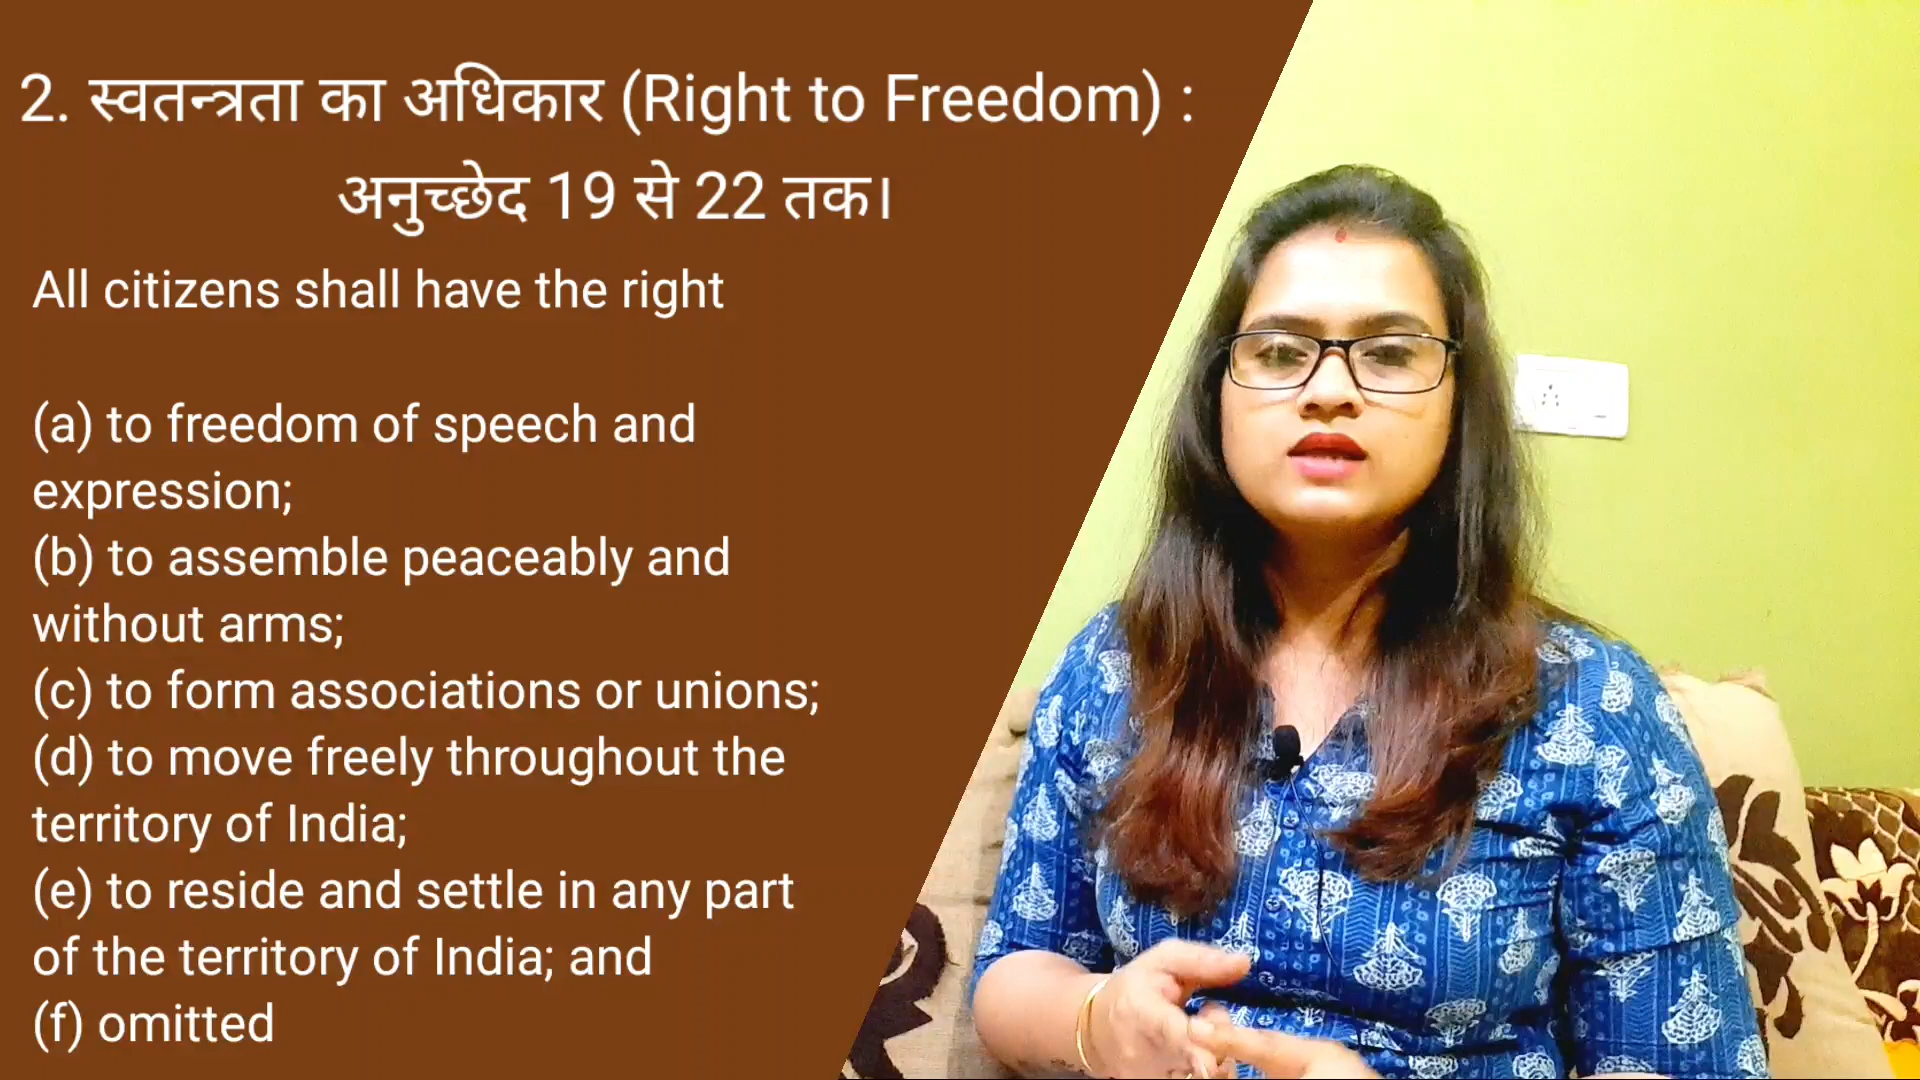 2. स्वतन्त्रता का अधिकार (Right to Freedom) :
अनुच्छेद 19 से 22 तक।
All citizens shall have the right
(a) to freedom of speech and
expression;
(b) to assemble peaceably and
without arms;
(c) to form associations or unions;
(d) to move freely throughout the
territory of India;
(e) to reside and settle in any part
of the territory of India; and
(f) omitted